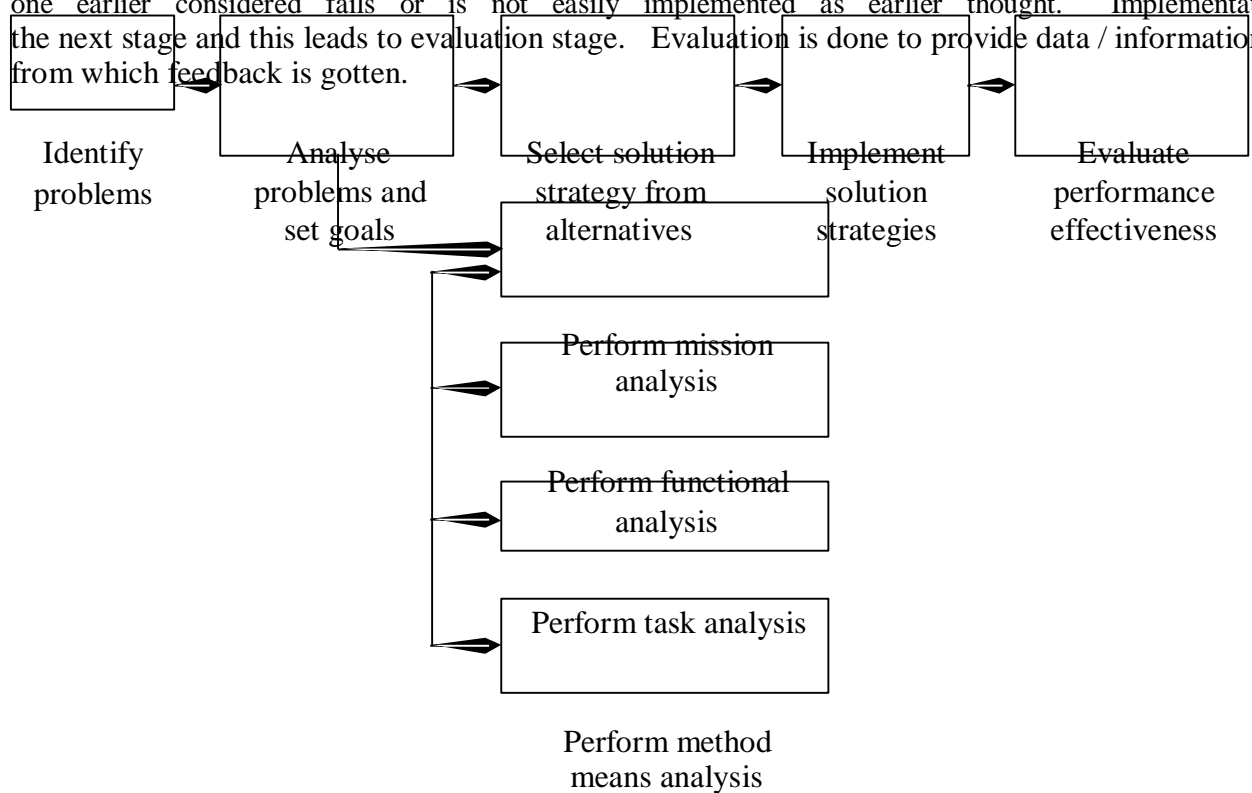 one earlier considered fails or is not easily implemented as earlier thought. Implementat
the next stage and this leads to evaluation stage. Evaluation is done to provide data / information
from which feedback is gotten.
Identify
problems
Analyse
problems and
set goals
Select solution
strategy from
alternatives
Implement
solution
strategies
Evaluate
performance
effectiveness
Perform mission
analysis
Perform functional
analysis
Perform task analysis
Perform method
means analysis